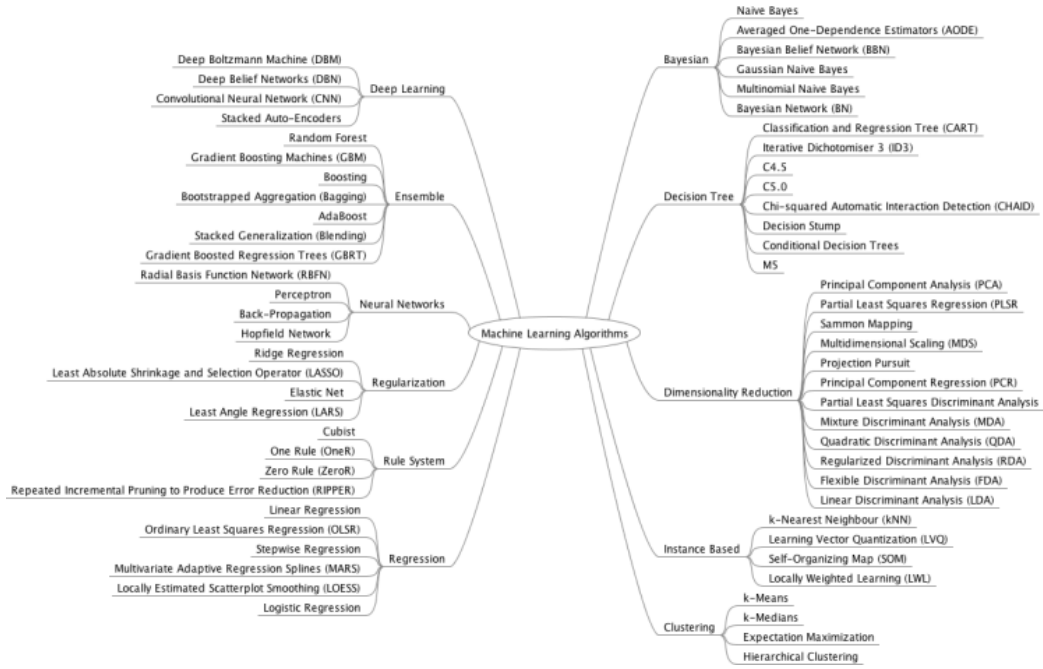 Machine Learning Algorithms
Deep Learning
Deep Boltzmann Machine (DBM)
Deep Belief Networks (DBN)
Convolutional Neural Network (CNN)
Stacked Auto-Encoders
Ensemble
Random Forest
Gradient Boosting Machines (GBM)
Boosting
Bootstrapped Aggregation (Bagging)
AdaBoost
Stacked Generalization (Blending)
Gradient Boosted Regression Trees (GBRT)
Neural Networks
Radial Basis Function Network (RBFN)
Perceptron
Back-Propagation
Hopfield Network
Regularization
Ridge Regression
Least Absolute Shrinkage and Selection Operator (LASSO)
Elastic Net
Least Angle Regression (LARS)
Rule System
Cubist
One Rule (OneR)
Zero Rule (ZeroR)
Repeated Incremental Pruning to Produce Error Reduction (RIPPER)
Regression
Linear Regression
Ordinary Least Squares Regression (OLSR)
Stepwise Regression
Multivariate Adaptive Regression Splines (MARS)
Locally Estimated Scatterplot Smoothing (LOESS)
Logistic Regression
Bayesian
Naive Bayes
Averaged One-Dependence Estimators (AODE)
Bayesian Belief Network (BBN)
Gaussian Naive Bayes
Multinomial Naive Bayes
Bayesian Network (BN)
Decision Tree
Classification and Regression Tree (CART)
Iterative Dichotomiser 3 (ID3)
C4.5
C5.0
Chi-squared Automatic Interaction Detection (CHAID)
Decision Stump
Conditional Decision Trees
M5
Dimensionality Reduction
Principal Component Analysis (PCA)
Partial Least Squares Regression (PLSR
Sammon Mapping
Multidimensional Scaling (MDS)
Projection Pursuit
Principal Component Regression (PCR)
Partial Least Squares Discriminant Analysis
Mixture Discriminant Analysis (MDA)
Quadratic Discriminant Analysis (QDA)
Regularized Discriminant Analysis (RDA)
Flexible Discriminant Analysis (FDA)
Linear Discriminant Analysis (LDA)
Instance Based
k-Nearest Neighbour (kNN)
Learning Vector Quantization (LVQ)
Self-Organizing Map (SOM)
Locally Weighted Learning (LWL)
Clustering
k-Means
k-Medians
Expectation Maximization
Hierarchical Clustering